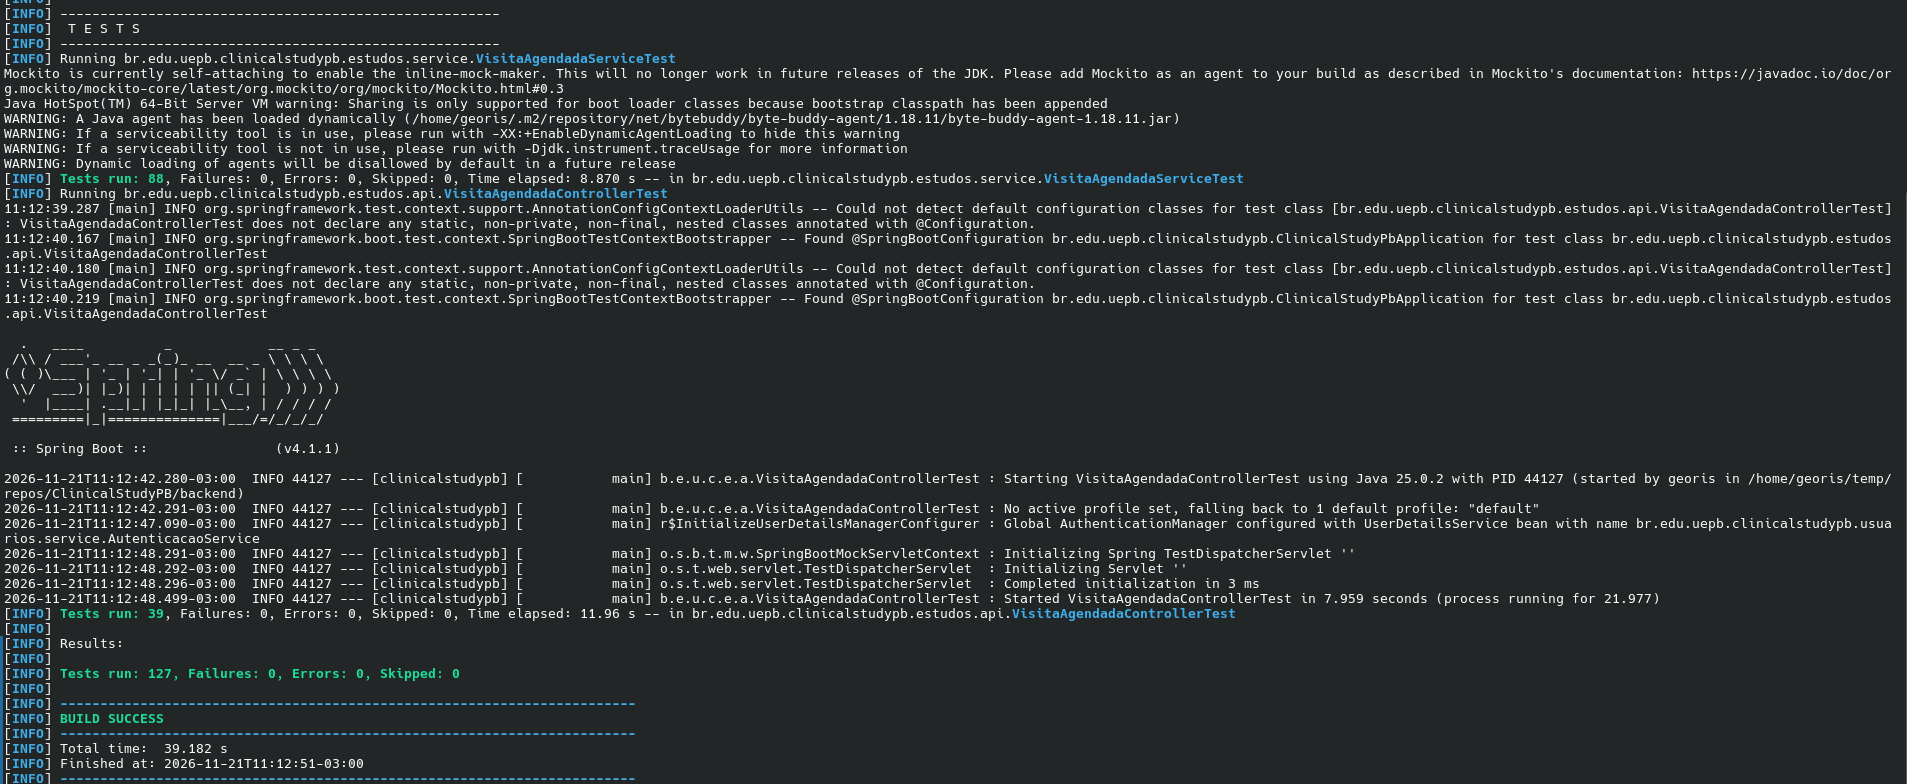 [INFO]
[INFO] -------------------------------------------------------
[INFO]  T E S T S
[INFO] -------------------------------------------------------
[INFO] Running br.edu.uepb.clinicalstudypb.estudos.service.VisitaAgendadaServiceTest
Mockito is currently self-attaching to enable the inline-mock-maker. This will no longer work in future releases of the JDK. Please add Mockito as an agent to your build as described in Mockito's documentation: https://javadoc.io/doc/or
g.mockito/mockito-core/latest/org.mockito/org/mockito/Mockito.html#0.3
Java HotSpot(TM) 64-Bit Server VM warning: Sharing is only supported for boot loader classes because bootstrap classpath has been appended
WARNING: A Java agent has been loaded dynamically (/home/georis/.m2/repository/net/bytebuddy/byte-buddy-agent/1.18.11/byte-buddy-agent-1.18.11.jar)
WARNING: If a serviceability tool is in use, please run with -XX:+EnableDynamicAgentLoading to hide this warning
WARNING: If a serviceability tool is not in use, please run with -Djdk.instrument.traceUsage for more information
WARNING: Dynamic loading of agents will be disallowed by default in a future release
[INFO] Tests run: 88, Failures: 0, Errors: 0, Skipped: 0, Time elapsed: 8.870 s -- in br.edu.uepb.clinicalstudypb.estudos.service.VisitaAgendadaServiceTest
[INFO] Running br.edu.uepb.clinicalstudypb.estudos.api.VisitaAgendadaControllerTest
11:12:39.287 [main] INFO org.springframework.test.context.support.AnnotationConfigContextLoaderUtils -- Could not detect default configuration classes for test class [br.edu.uepb.clinicalstudypb.estudos.api.VisitaAgendadaControllerTest]
: VisitaAgendadaControllerTest does not declare any static, non-private, non-final, nested classes annotated with @Configuration.
11:12:40.167 [main] INFO org.springframework.boot.test.context.SpringBootTestContextBootstrapper -- Found @SpringBootConfiguration br.edu.uepb.clinicalstudypb.ClinicalStudyPbApplication for test class br.edu.uepb.clinicalstudypb.estudos
.api.VisitaAgendadaControllerTest
11:12:40.180 [main] INFO org.springframework.test.context.support.AnnotationConfigContextLoaderUtils -- Could not detect default configuration classes for test class [br.edu.uepb.clinicalstudypb.estudos.api.VisitaAgendadaControllerTest]
: VisitaAgendadaControllerTest does not declare any static, non-private, non-final, nested classes annotated with @Configuration.
11:12:40.219 [main] INFO org.springframework.boot.test.context.SpringBootTestContextBootstrapper -- Found @SpringBootConfiguration br.edu.uepb.clinicalstudypb.ClinicalStudyPbApplication for test class br.edu.uepb.clinicalstudypb.estudos
.api.VisitaAgendadaControllerTest
  .   ____          _            __ _ _
 /\\ / ___'_ __ _ _(_)_ __  __ _ \ \ \ \
( ( )\___ | '_ | '_| | '_ \/ _` | \ \ \ \
 \\/  ___)| |_)| | | | | || (_| |  ) ) ) )
  '  |____| .__|_| |_|_| |_\__, | / / / /
 =========|_|==============|___/=/_/_/_/
 :: Spring Boot ::                (v4.1.1)
2026-11-21T11:12:42.280-03:00  INFO 44127 --- [clinicalstudypb] [           main] b.e.u.c.e.a.VisitaAgendadaControllerTest : Starting VisitaAgendadaControllerTest using Java 25.0.2 with PID 44127 (started by georis in /home/georis/temp/
repos/ClinicalStudyPB/backend)
2026-11-21T11:12:42.291-03:00  INFO 44127 --- [clinicalstudypb] [           main] b.e.u.c.e.a.VisitaAgendadaControllerTest : No active profile set, falling back to 1 default profile: "default"
2026-11-21T11:12:47.090-03:00  INFO 44127 --- [clinicalstudypb] [           main] r$InitializeUserDetailsManagerConfigurer : Global AuthenticationManager configured with UserDetailsService bean with name br.edu.uepb.clinicalstudypb.usua
rios.service.AutenticacaoService
2026-11-21T11:12:48.291-03:00  INFO 44127 --- [clinicalstudypb] [           main] o.s.b.t.m.w.SpringBootMockServletContext : Initializing Spring TestDispatcherServlet ''
2026-11-21T11:12:48.292-03:00  INFO 44127 --- [clinicalstudypb] [           main] o.s.t.web.servlet.TestDispatcherServlet  : Initializing Servlet ''
2026-11-21T11:12:48.296-03:00  INFO 44127 --- [clinicalstudypb] [           main] o.s.t.web.servlet.TestDispatcherServlet  : Completed initialization in 3 ms
2026-11-21T11:12:48.499-03:00  INFO 44127 --- [clinicalstudypb] [           main] b.e.u.c.e.a.VisitaAgendadaControllerTest : Started VisitaAgendadaControllerTest in 7.959 seconds (process running for 21.977)
[INFO] Tests run: 39, Failures: 0, Errors: 0, Skipped: 0, Time elapsed: 11.96 s -- in br.edu.uepb.clinicalstudypb.estudos.api.VisitaAgendadaControllerTest
[INFO]
[INFO] Results:
[INFO]
[INFO] Tests run: 127, Failures: 0, Errors: 0, Skipped: 0
[INFO]
[INFO] ------------------------------------------------------------------------
[INFO] BUILD SUCCESS
[INFO] ------------------------------------------------------------------------
[INFO] Total time:  39.182 s
[INFO] Finished at: 2026-11-21T11:12:51-03:00
[INFO] ------------------------------------------------------------------------